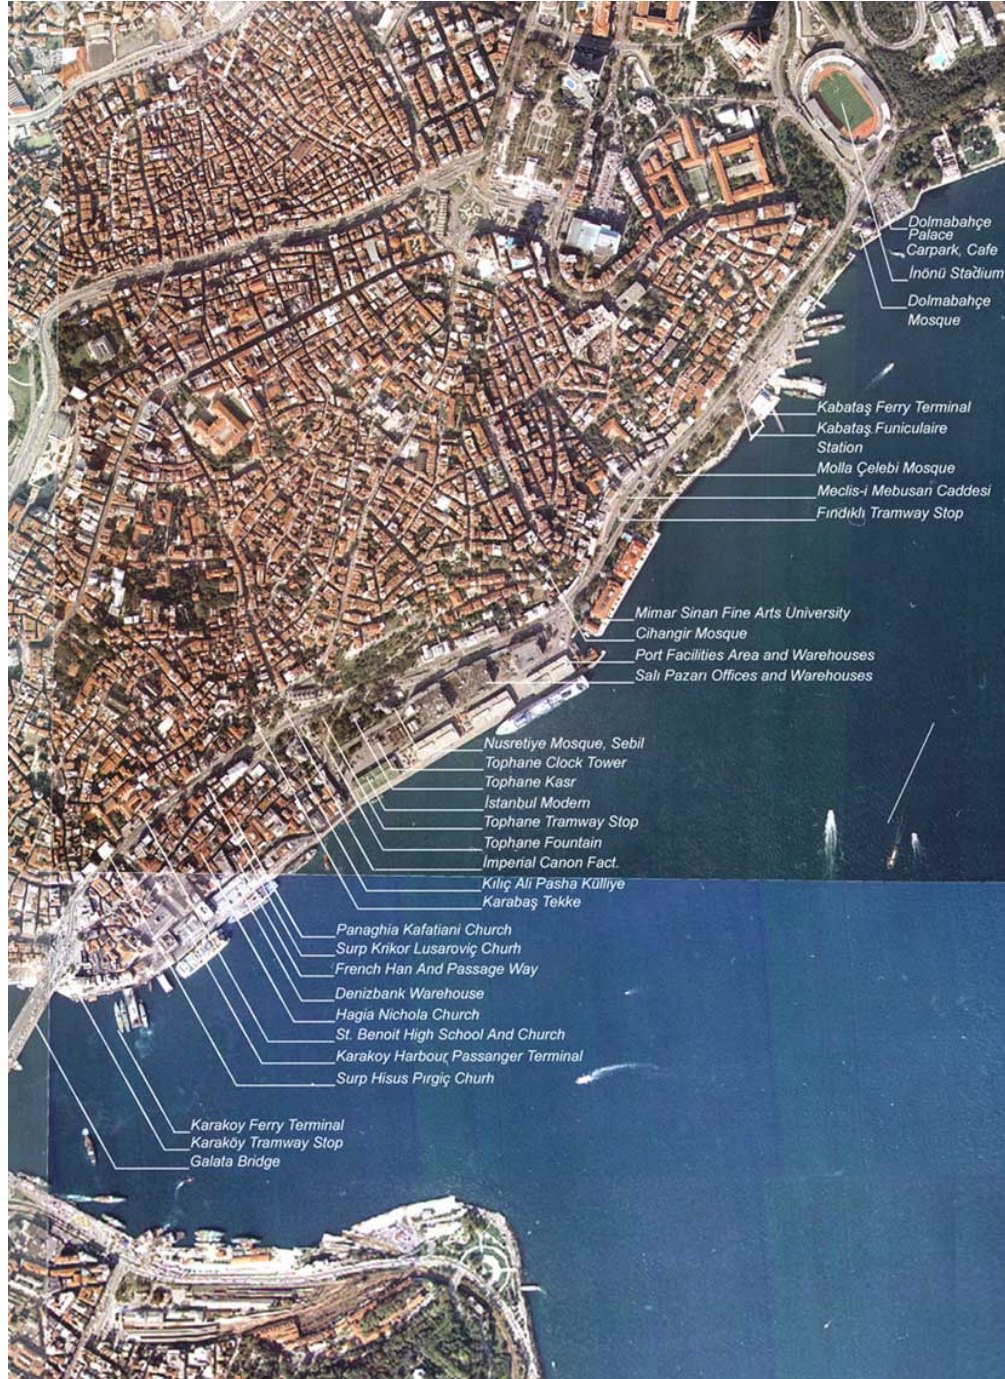 Dolmabahçe
Palace
Carpark, Cafe
İnönü Stadium
Dolmabahçe
Mosque
Kabataş Ferry Terminal
Kabataş Funiculaire
Station
Molla Çelebi Mosque
Meclis-i Mebusan Caddesi
Fındıklı Tramway Stop
Mimar Sinan Fine Arts University
Cihangir Mosque
Port Facilities Area and Warehouses
Salı Pazarı Offices and Warehouses
Nusretiye Mosque, Sebil
Tophane Clock Tower
Tophane Kasr
İstanbul Modern
Tophane Tramway Stop
Tophane Fountain
İmperial Canon Fact.
Kılıç Ali Pasha Külliye
Karabaş Tekke
Panaghia Kafatiani Church
Surp Krikor Lusaroviç Churh
French Han And Passage Way
Denizbank Warehouse
Hagia Nichola Church
St. Benoit High School And Church
Karakoy Harbour Passanger Terminal
Surp Hisus Pırgiç Churh
Karakoy Ferry Terminal
Karaköy Tramway Stop
Galata Bridge